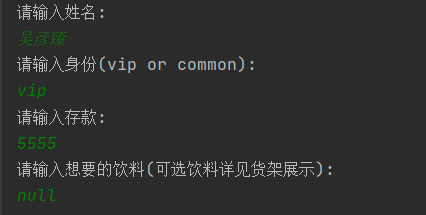 请输入姓名:
吴彦臻
请输入身份(vip or common):
vip
请输入存款:
5555
请输入想要的饮料(可选饮料详见货架展示):
null